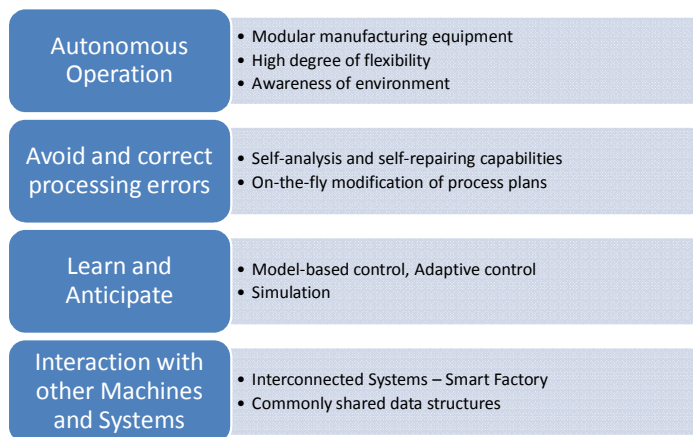 Autonomous
Operation
• Modular manufacturing equipment
• High degree of flexibility
• Awareness of environment
Avoid and correct
processing errors
• Self-analysis and self-repairing capabilities
• On-the-fly modification of process plans
Learn and
Anticipate
• Model-based control, Adaptive control
• Simulation
Interaction with
other Machines
and Systems
• Interconnected Systems – Smart Factory
• Commonly shared data structures